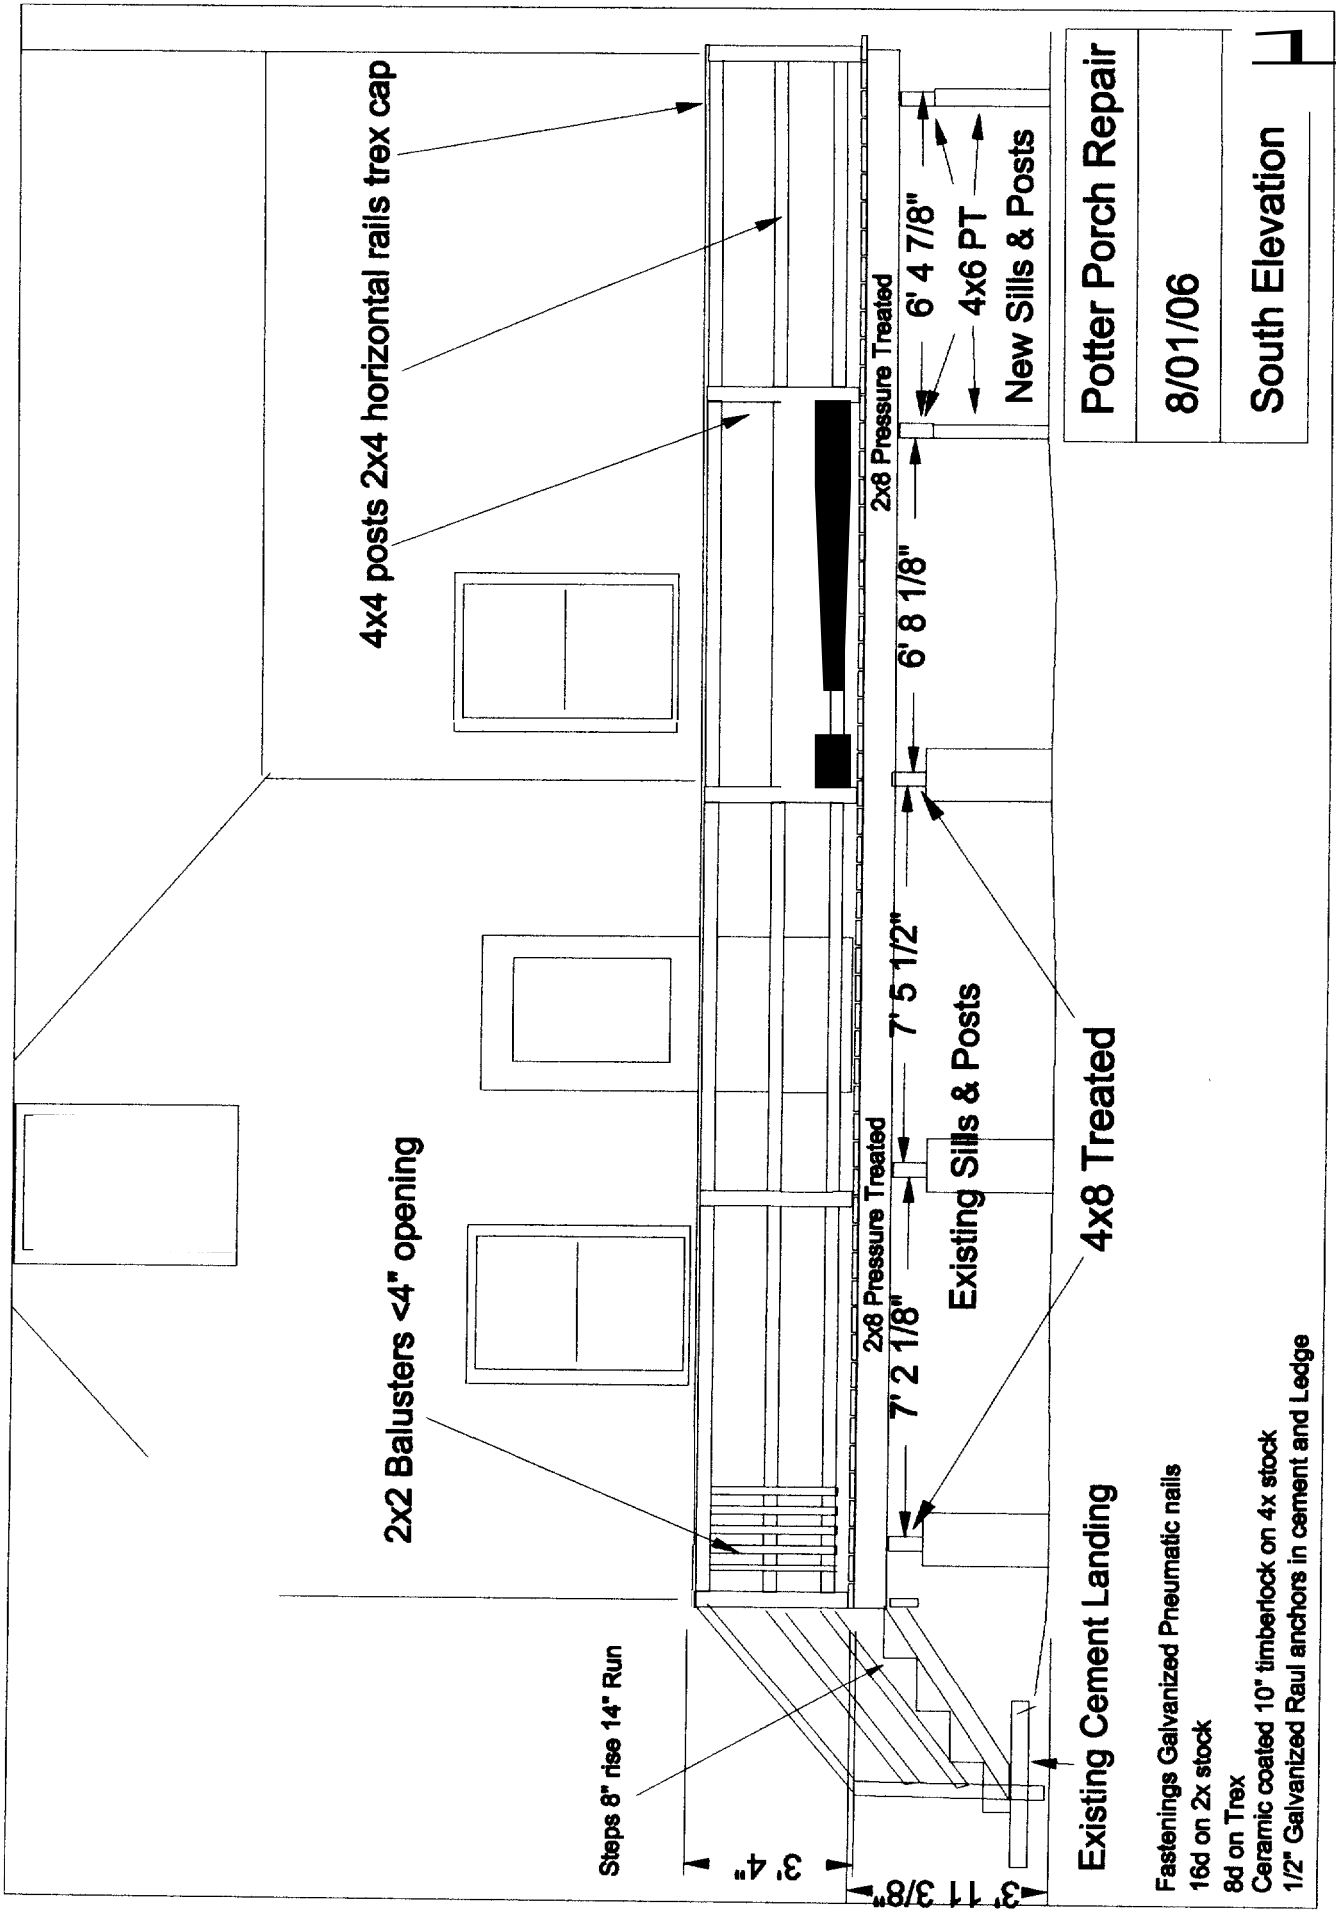 4x4 posts 2x4 horizontal rails trex cap
2x2 Balusters <4" opening
Steps 8" rise 14" Run
3' 4"
3' 11 3/8"
2x8 Pressure Treated
2x8 Pressure Treated
7' 2 1/8"
7' 5 1/2"
6' 8 1/8"
6' 4 7/8"
4x6 PT
New Sills & Posts
Existing Sills & Posts
4x8 Treated
Existing Cement Landing
Fastenings Galvanized Pneumatic nails
16d on 2x stock
8d on Trex
Ceramic coated 10" timberlock on 4x stock
1/2" Galvanized Raul anchors in cement and Ledge
Potter Porch Repair
8/01/06
South Elevation